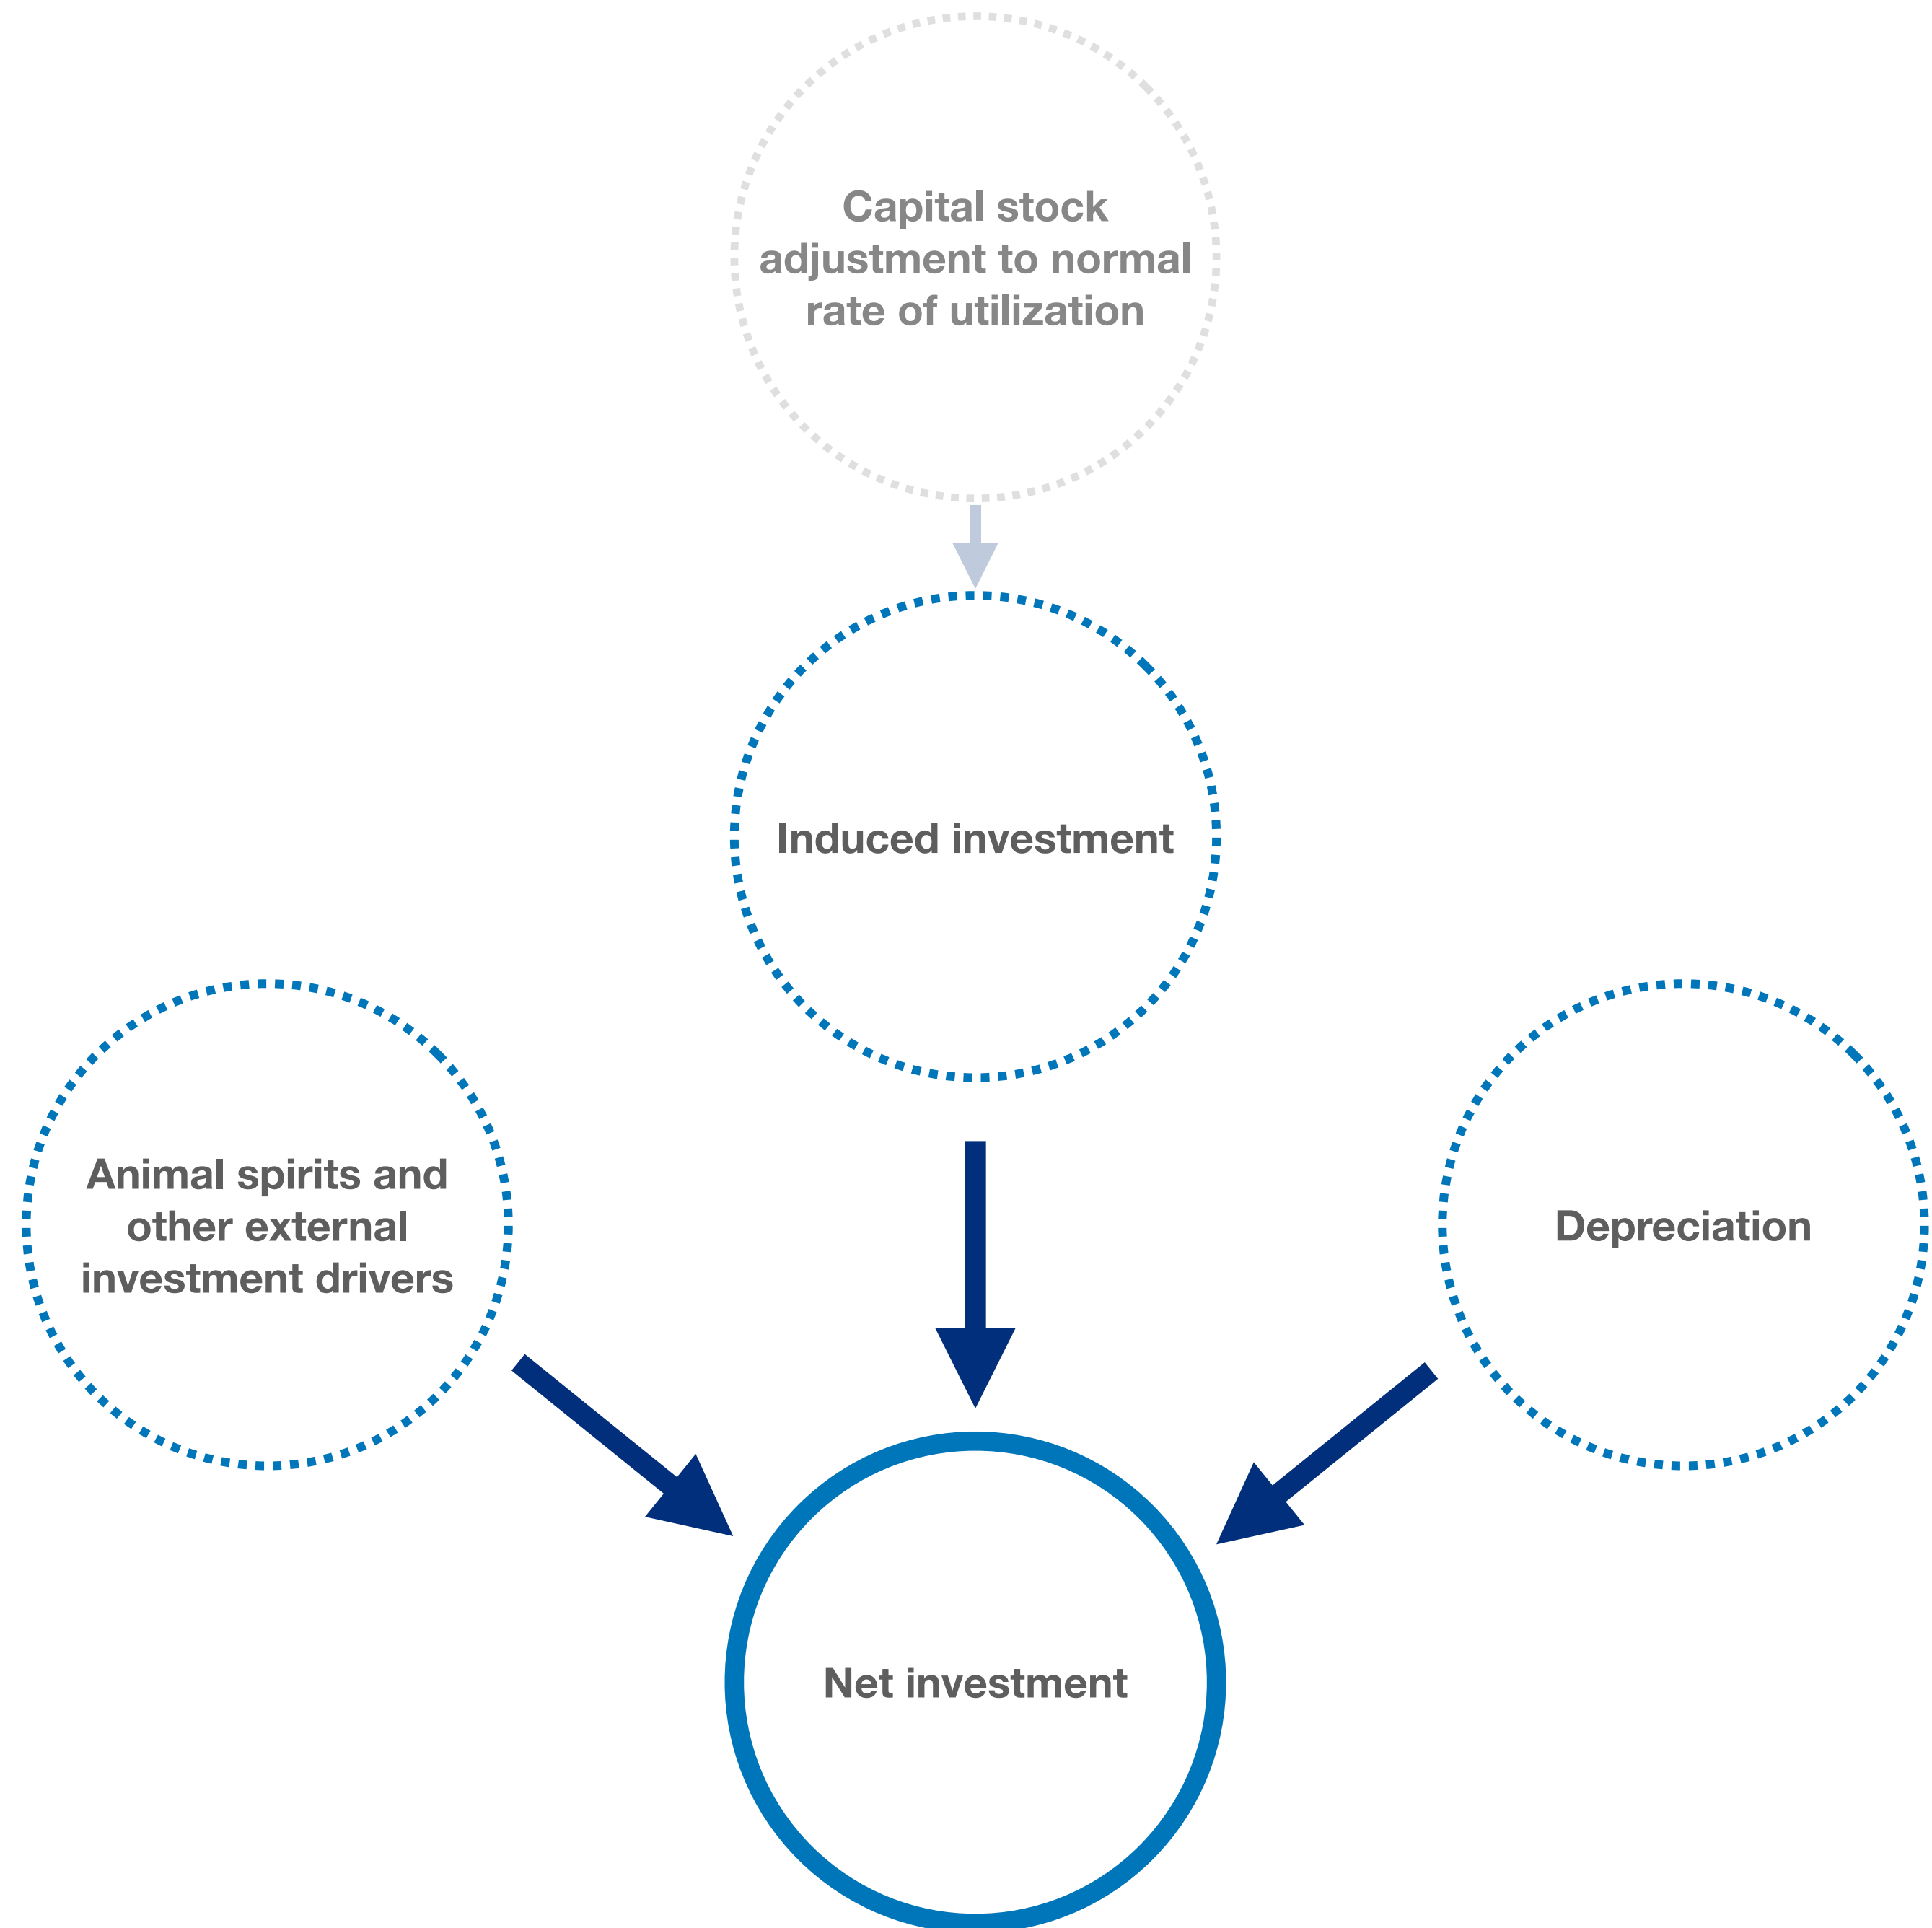 Capital stock
adjustment to normal
rate of utilization
Induced investment
Animal spirits and
other external
investment drivers
Depreciation
Net investment